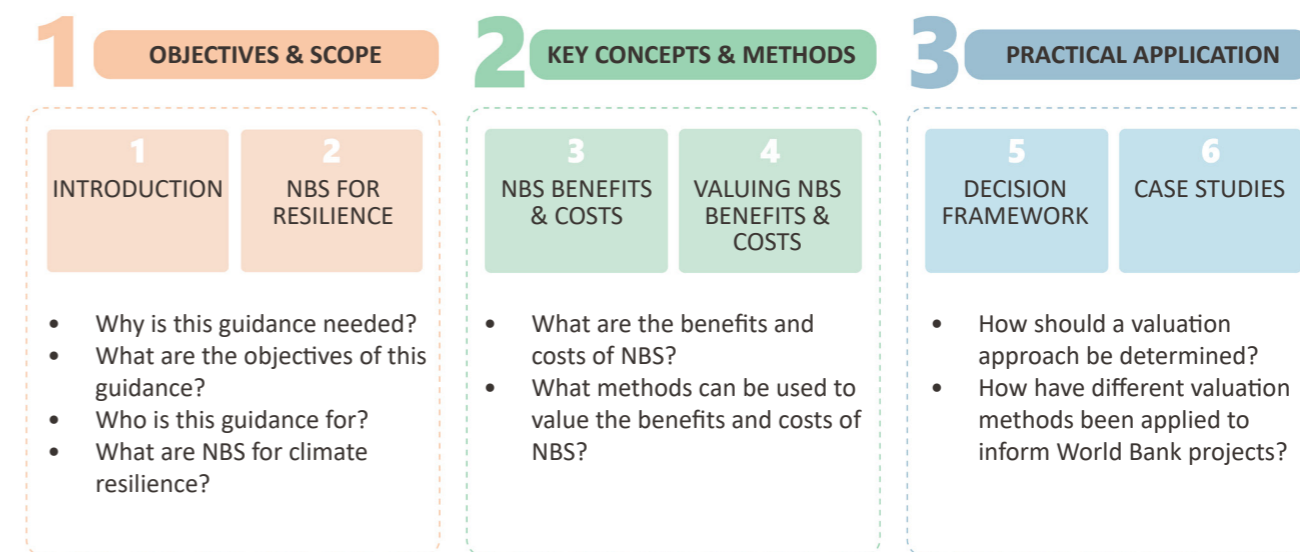 1 OBJECTIVES & SCOPE
1
INTRODUCTION
2
NBS FOR
RESILIENCE
• Why is this guidance needed?
• What are the objectives of this
guidance?
• Who is this guidance for?
• What are NBS for climate
resilience?
2 KEY CONCEPTS & METHODS
3
NBS BENEFITS
& COSTS
4
VALUING NBS
BENEFITS &
COSTS
• What are the benefits and
costs of NBS?
• What methods can be used to
value the benefits and costs of
NBS?
3 PRACTICAL APPLICATION
5
DECISION
FRAMEWORK
6
CASE STUDIES
• How should a valuation
approach be determined?
• How have different valuation
methods been applied to
inform World Bank projects?